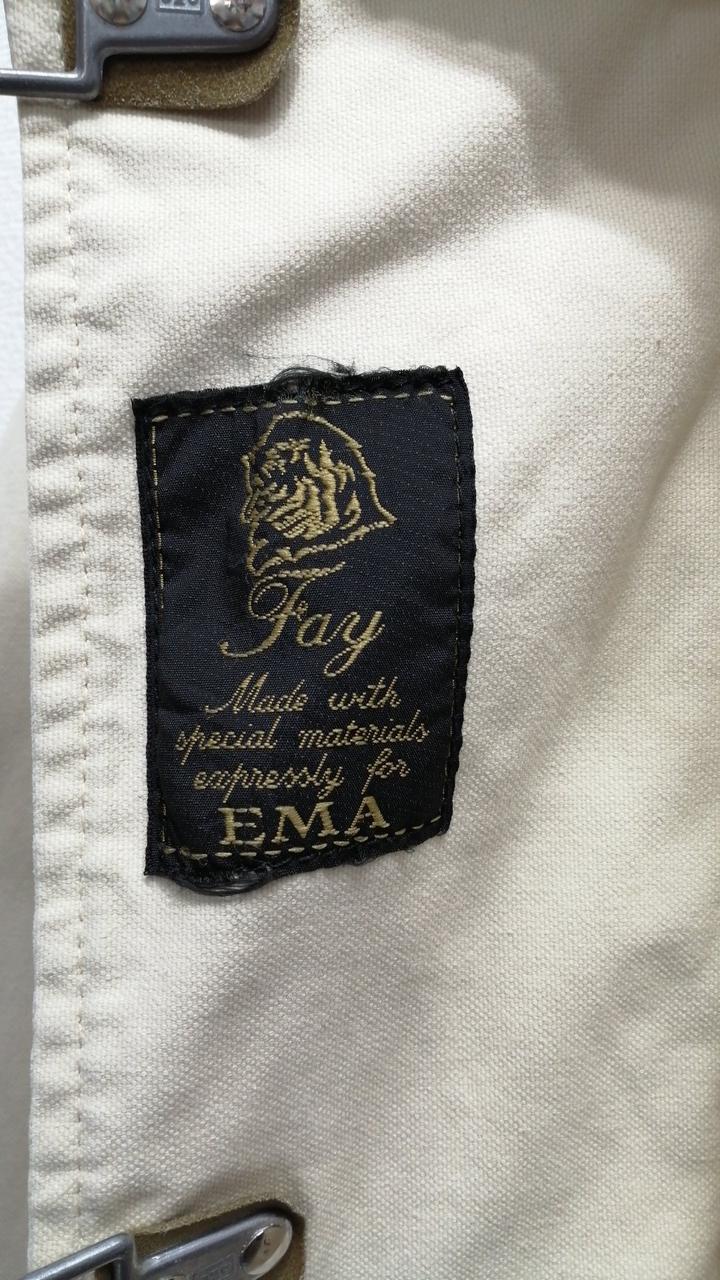 Fay
Made with
special materials
expressly for
EMA